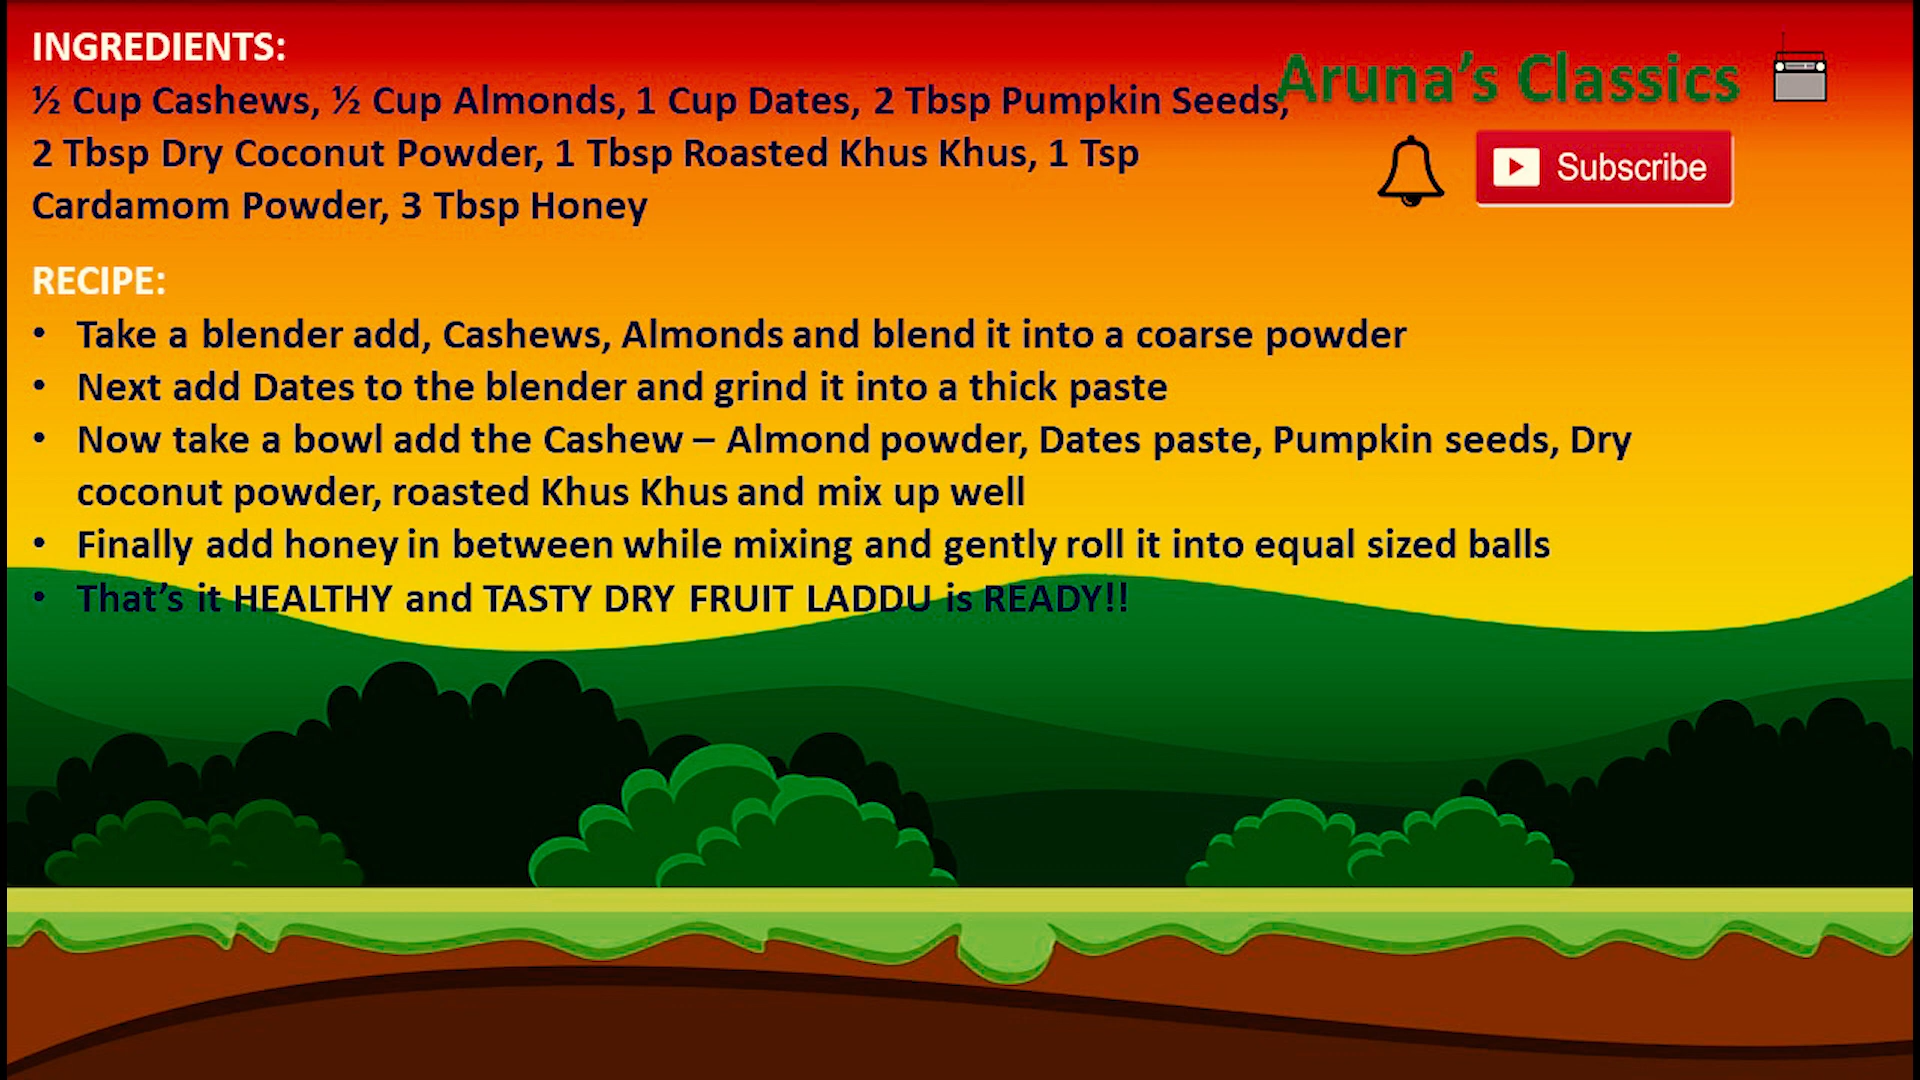 INGREDIENTS:
½ Cup Cashews, ½ Cup Almonds, 1 Cup Dates, 2 Tbsp Pumpkin Seeds,
2 Tbsp Dry Coconut Powder, 1 Tbsp Roasted Khus Khus, 1 Tsp
Cardamom Powder, 3 Tbsp Honey
Aruna's Classics
Subscribe
RECIPE:
• Take a blender add, Cashews, Almonds and blend it into a coarse powder
• Next add Dates to the blender and grind it into a thick paste
• Now take a bowl add the Cashew – Almond powder, Dates paste, Pumpkin seeds, Dry
coconut powder, roasted Khus Khus and mix up well
• Finally add honey in between while mixing and gently roll it into equal sized balls
• That's it HEALTHY and TASTY DRY FRUIT LADDU is READY!!